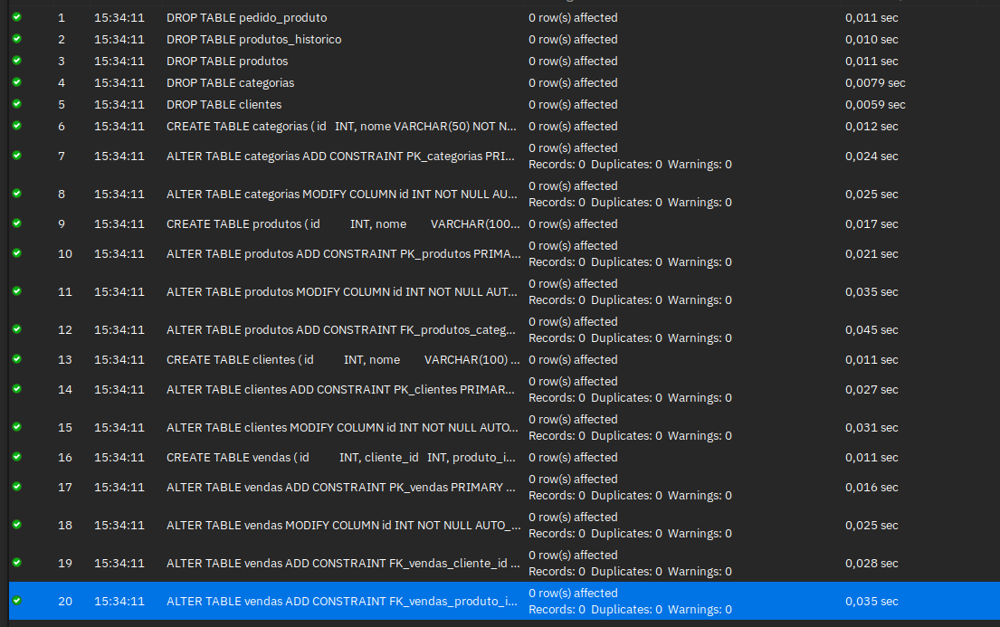 1 15:34:11 DROP TABLE pedido_produto 0 row(s) affected 0,011 sec
2 15:34:11 DROP TABLE produtos_historico 0 row(s) affected 0,010 sec
3 15:34:11 DROP TABLE produtos 0 row(s) affected 0,011 sec
4 15:34:11 DROP TABLE categorias 0 row(s) affected 0,0079 sec
5 15:34:11 DROP TABLE clientes 0 row(s) affected 0,0059 sec
6 15:34:11 CREATE TABLE categorias ( id INT, nome VARCHAR(50) NOT N... 0 row(s) affected 0,012 sec
7 15:34:11 ALTER TABLE categorias ADD CONSTRAINT PK_categorias PRI... 0 row(s) affected 0,024 sec
Records: 0 Duplicates: 0 Warnings: 0
8 15:34:11 ALTER TABLE categorias MODIFY COLUMN id INT NOT NULL AU... 0 row(s) affected 0,025 sec
Records: 0 Duplicates: 0 Warnings: 0
9 15:34:11 CREATE TABLE produtos ( id INT, nome VARCHAR(100... 0 row(s) affected 0,017 sec
10 15:34:11 ALTER TABLE produtos ADD CONSTRAINT PK_produtos PRIMA... 0 row(s) affected 0,021 sec
Records: 0 Duplicates: 0 Warnings: 0
11 15:34:11 ALTER TABLE produtos MODIFY COLUMN id INT NOT NULL AUT... 0 row(s) affected 0,035 sec
Records: 0 Duplicates: 0 Warnings: 0
12 15:34:11 ALTER TABLE produtos ADD CONSTRAINT FK_produtos_categ... 0 row(s) affected 0,045 sec
Records: 0 Duplicates: 0 Warnings: 0
13 15:34:11 CREATE TABLE clientes ( id INT, nome VARCHAR(100) ... 0 row(s) affected 0,011 sec
14 15:34:11 ALTER TABLE clientes ADD CONSTRAINT PK_clientes PRIMAR... 0 row(s) affected 0,027 sec
Records: 0 Duplicates: 0 Warnings: 0
15 15:34:11 ALTER TABLE clientes MODIFY COLUMN id INT NOT NULL AUTO... 0 row(s) affected 0,031 sec
Records: 0 Duplicates: 0 Warnings: 0
16 15:34:11 CREATE TABLE vendas ( id INT, cliente_id INT, produto_i... 0 row(s) affected 0,011 sec
17 15:34:11 ALTER TABLE vendas ADD CONSTRAINT PK_vendas PRIMARY ... 0 row(s) affected 0,016 sec
Records: 0 Duplicates: 0 Warnings: 0
18 15:34:11 ALTER TABLE vendas MODIFY COLUMN id INT NOT NULL AUTO_... 0 row(s) affected 0,025 sec
Records: 0 Duplicates: 0 Warnings: 0
19 15:34:11 ALTER TABLE vendas ADD CONSTRAINT FK_vendas_cliente_id ... 0 row(s) affected 0,028 sec
Records: 0 Duplicates: 0 Warnings: 0
20 15:34:11 ALTER TABLE vendas ADD CONSTRAINT FK_vendas_produto_i... 0 row(s) affected 0,035 sec
Records: 0 Duplicates: 0 Warnings: 0